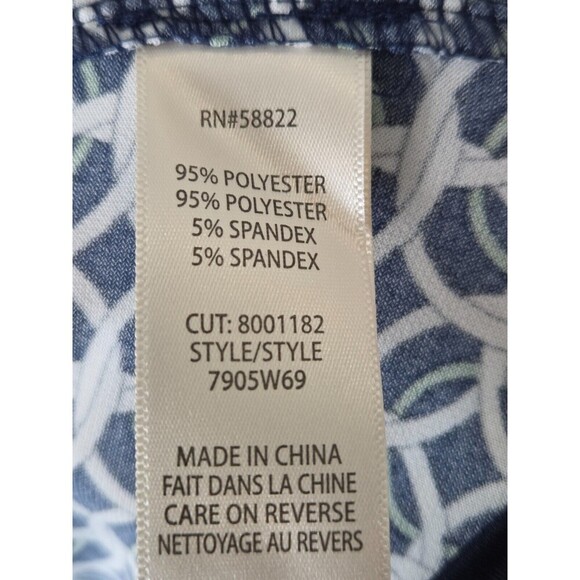 RN#58822
95% POLYESTER
95% POLYESTER
5% SPANDEX
5% SPANDEX
CUT: 8001182
STYLE/STYLE
7905W69
MADE IN CHINA
FAIT DANS LA CHINE
CARE ON REVERSE
NETTOYAGE AU REVERS